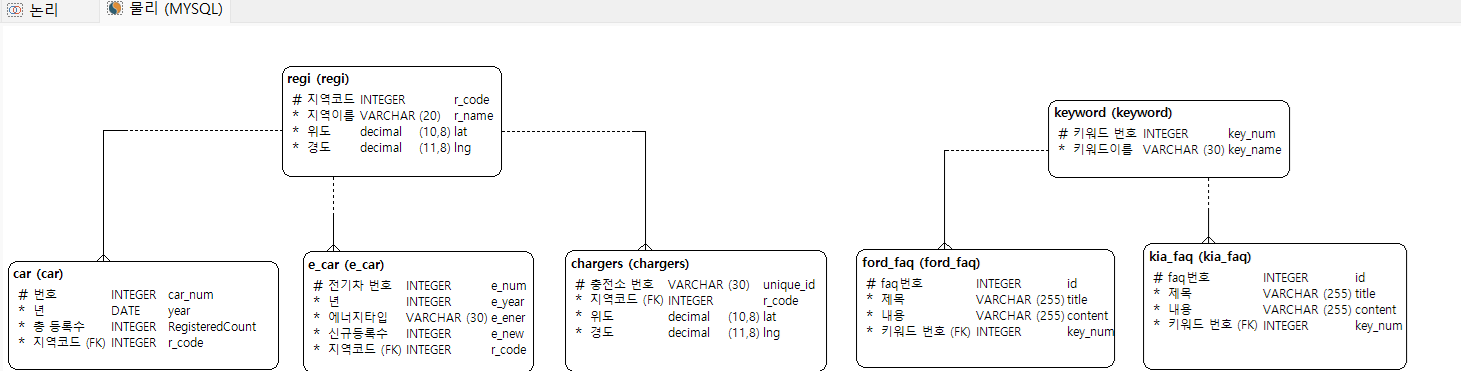 논리 물리 (MYSQL)
regi (regi)
# 지역코드 INTEGER r_code
* 지역이름 VARCHAR (20) r_name
* 위도 decimal (10,8) lat
* 경도 decimal (11,8) lng
keyword (keyword)
# 키워드 번호 INTEGER key_num
* 키워드이름 VARCHAR (30) key_name
car (car)
# 번호 INTEGER car_num
* 년 DATE year
* 총 등록수 INTEGER RegisteredCount
* 지역코드 (FK) INTEGER r_code
e_car (e_car)
# 전기차 번호 INTEGER e_num
* 년 INTEGER e_year
* 에너지타입 VARCHAR (30) e_ener
* 신규등록수 INTEGER e_new
* 지역코드 (FK) INTEGER r_code
chargers (chargers)
# 충전소 번호 VARCHAR (30) unique_id
* 지역코드 (FK) INTEGER r_code
* 위도 decimal (10,8) lat
* 경도 decimal (11,8) lng
ford_faq (ford_faq)
# faq번호 INTEGER id
* 제목 VARCHAR (255) title
* 내용 VARCHAR (255) content
* 키워드 번호 (FK) INTEGER key_num
kia_faq (kia_faq)
# faq번호 INTEGER id
* 제목 VARCHAR (255) title
* 내용 VARCHAR (255) content
* 키워드 번호 (FK) INTEGER key_num